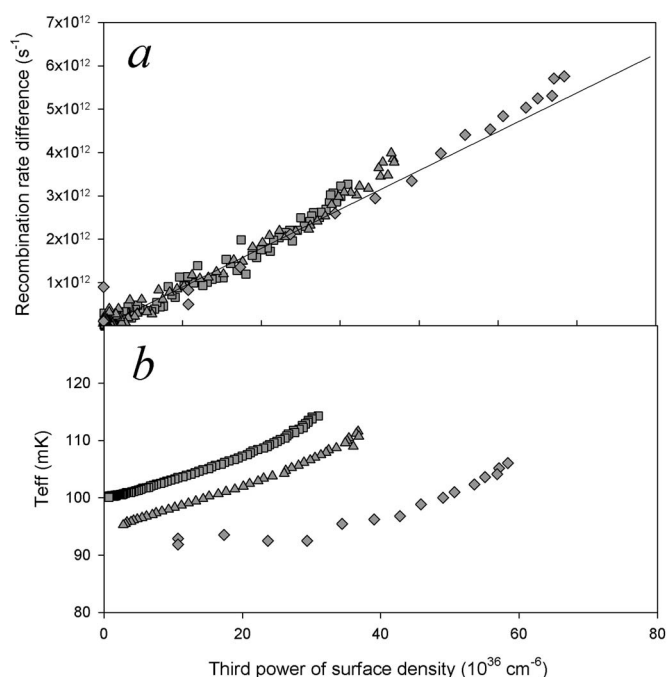 7x10¹²
6x10¹²
5x10¹²
4x10¹²
3x10¹²
2x10¹²
1x10¹²
Recombination rate difference (s⁻¹)
a
b
120
110
100
90
80
Teff (mK)
0 20 40 60 80
Third power of surface density (10³⁶ cm⁻⁶)